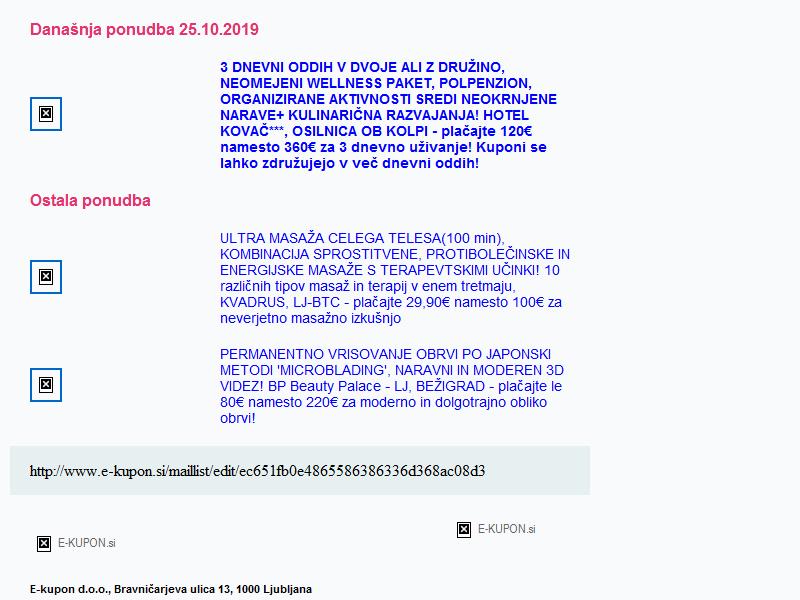 Današnja ponudba 25.10.2019
3 DNEVNI ODDIH V DVOJE ALI Z DRUŽINO,
NEOMEJENI WELLNESS PAKET, POLPENZION,
ORGANIZIRANE AKTIVNOSTI SREDI NEOKRNJENE
NARAVE+ KULINARIČNA RAZVAJANJA! HOTEL
KOVAČ***, OSILNICA OB KOLPI - plačajte 120€
namesto 360€ za 3 dnevno uživanje! Kuponi se
lahko združujejo v več dnevni oddih!
Ostala ponudba
ULTRA MASAŽA CELEGA TELESA(100 min),
KOMBINACIJA SPROSTITVENE, PROTIBOLEČINSKE IN
ENERGIJSKE MASAŽE S TERAPEVTSKIMI UČINKI! 10
različnih tipov masaž in terapij v enem tretmaju,
KVADRUS, LJ-BTC - plačajte 29,90€ namesto 100€ za
neverjetno masažno izkušnjo
PERMANENTNO VRISOVANJE OBRVI PO JAPONSKI
METODI 'MICROBLADING', NARAVNI IN MODEREN 3D
VIDEZ! BP Beauty Palace - LJ, BEŽIGRAD - plačajte le
80€ namesto 220€ za moderno in dolgotrajno obliko
obrvi!
http://www.e-kupon.si/maillist/edit/ec651fb0e4865586386336d368ac08d3
E-KUPON.si
E-KUPON.si
E-kupon d.o.o., Bravničarjeva ulica 13, 1000 Ljubljana